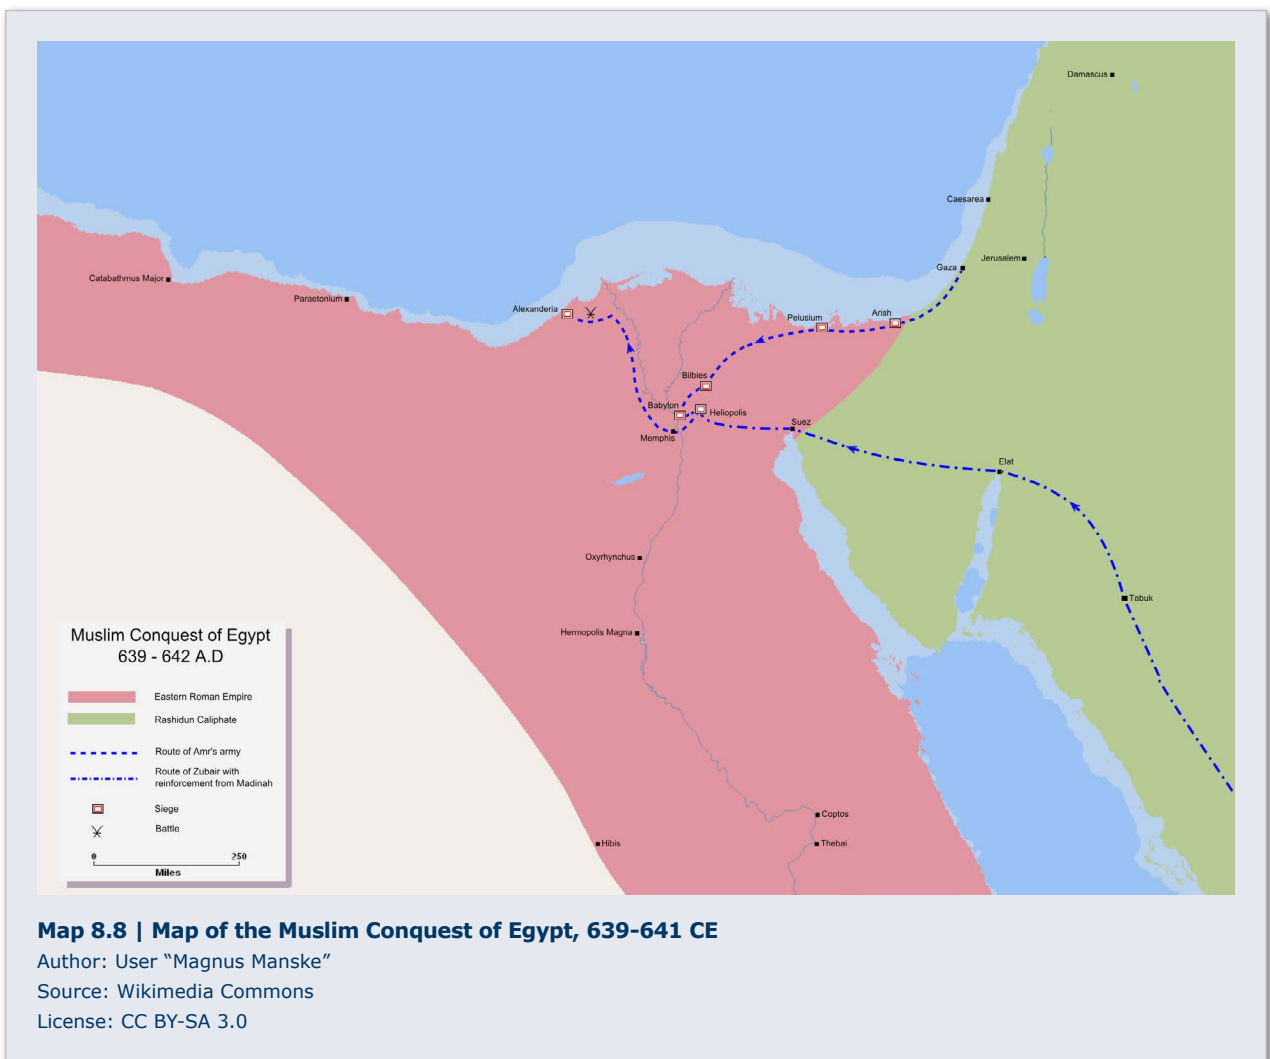 Damascus
Caesarea
Jerusalem
Gaza
Catabathmus Major
Paraetonium
Alexanderia
Pelusium
Arish
Bilbies
Babylon
Heliopolis
Memphis
Suez
Elat
Oxyrhynchus
Tabuk
Hermopolis Magna
Coptos
Thebai
Hibis
Muslim Conquest of Egypt
639 - 642 A.D
Eastern Roman Empire
Rashidun Caliphate
Route of Amr's army
Route of Zubair with
reinforcement from Madinah
Siege
Battle
0 250
Miles
Map 8.8 | Map of the Muslim Conquest of Egypt, 639-641 CE
Author: User “Magnus Manske”
Source: Wikimedia Commons
License: CC BY-SA 3.0